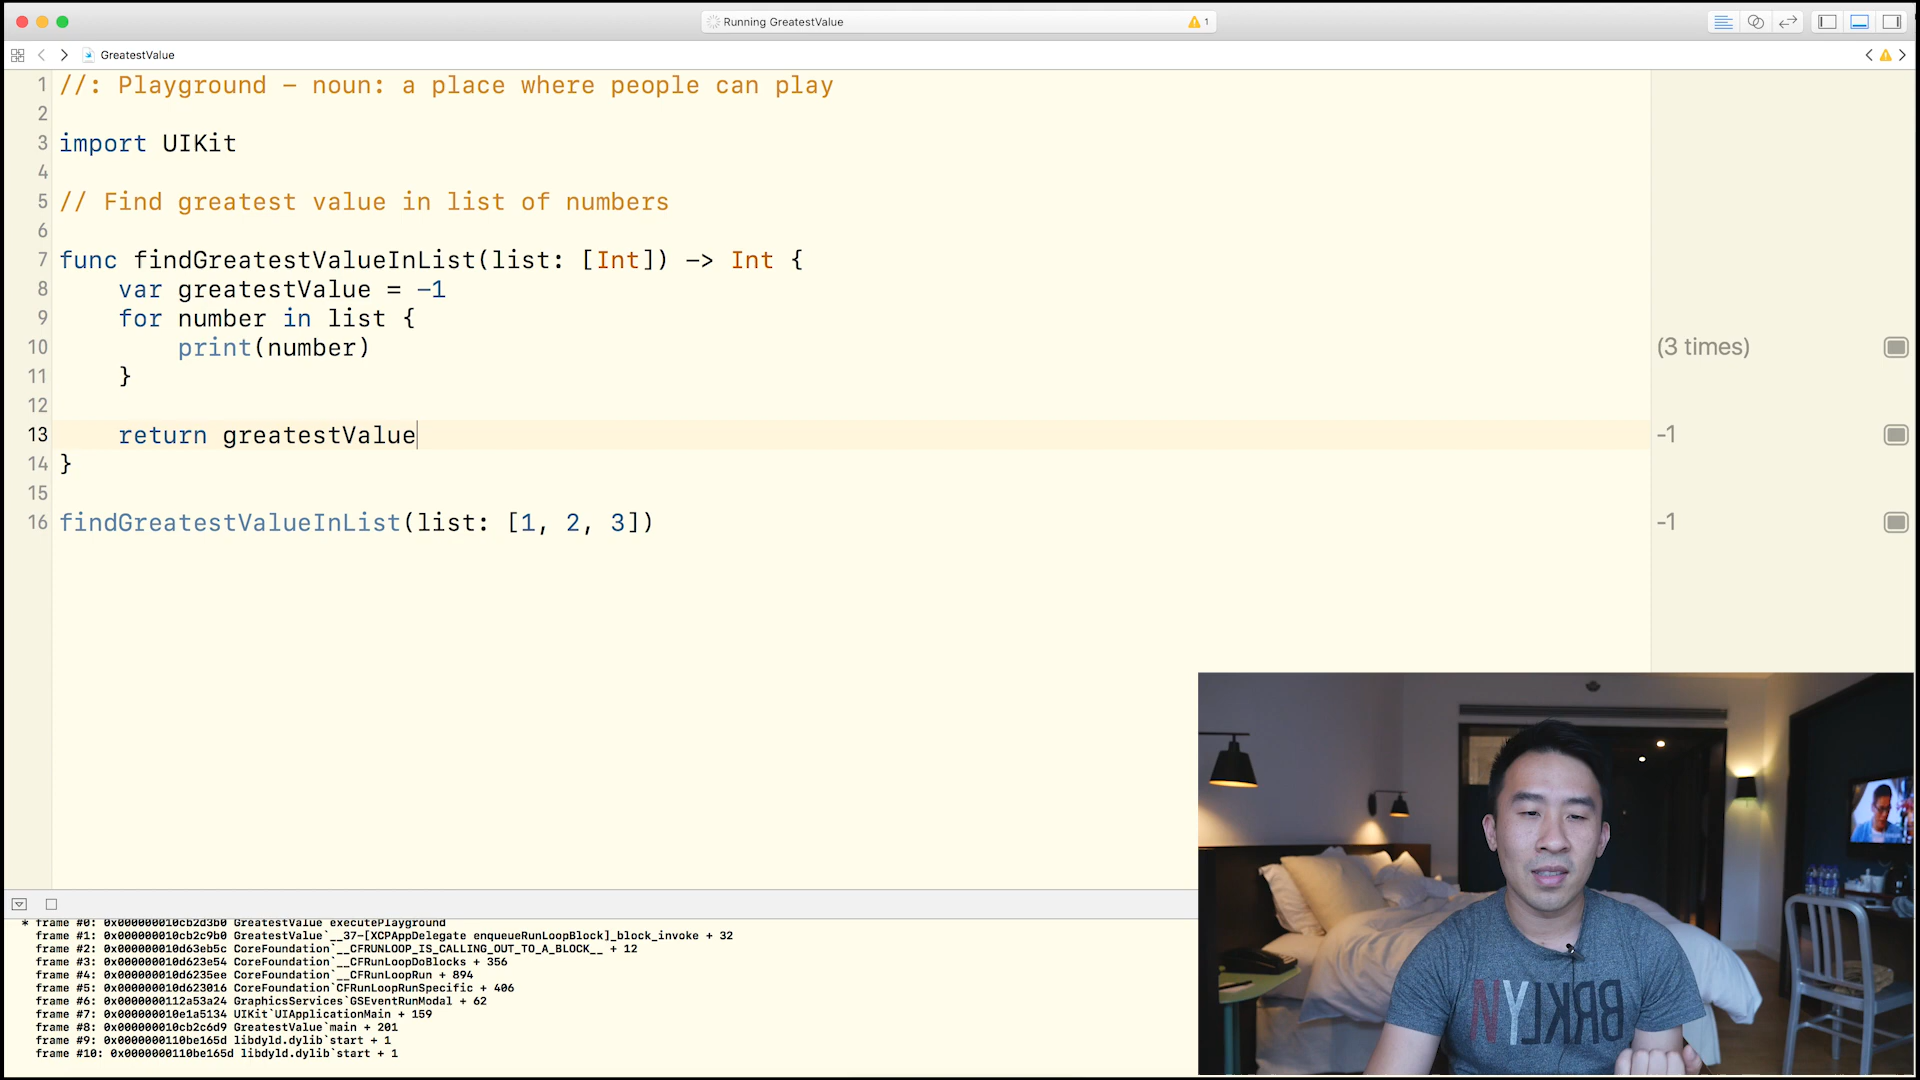 Running GreatestValue
1
GreatestValue
1 //: Playground – noun: a place where people can play
2
3 import UIKit
4
5 // Find greatest value in list of numbers
6
7 func findGreatestValueInList(list: [Int]) -> Int {
8 var greatestValue = -1
9 for number in list {
10 print(number)
(3 times)
11 }
12
13 return greatestValue
-1
14 }
15
16 findGreatestValueInList(list: [1, 2, 3])
-1
* frame #0: 0x000000010cb2d3b0 GreatestValue`executePlayground
frame #1: 0x000000010cb2c9b0 GreatestValue`__37-[XCPAppDelegate enqueueRunLoopBlock]_block_invoke + 32
frame #2: 0x000000010d63eb5c CoreFoundation`__CFRUNLOOP_IS_CALLING_OUT_TO_A_BLOCK__ + 12
frame #3: 0x000000010d623e54 CoreFoundation`__CFRunLoopDoBlocks + 356
frame #4: 0x000000010d6235ee CoreFoundation`__CFRunLoopRun + 894
frame #5: 0x000000010d623016 CoreFoundation`CFRunLoopRunSpecific + 406
frame #6: 0x0000000112a53a24 GraphicsServices`GSEventRunModal + 62
frame #7: 0x000000010e1a5134 UIKit`UIApplicationMain + 159
frame #8: 0x000000010cb2c6d9 GreatestValue`main + 201
frame #9: 0x0000000110be165d libdyld.dylib`start + 1
frame #10: 0x0000000110be165d libdyld.dylib`start + 1
BRKLYN